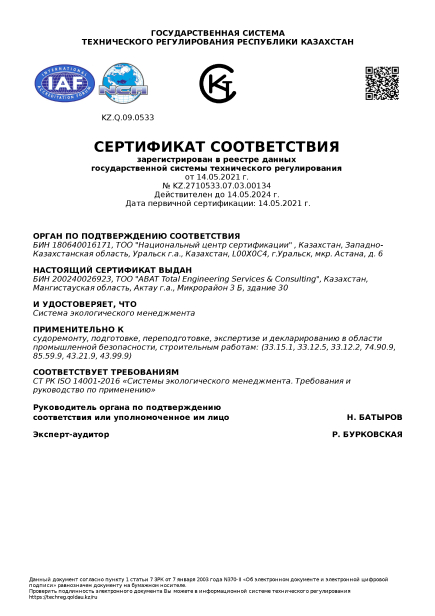 ГОСУДАРСТВЕННАЯ СИСТЕМА
ТЕХНИЧЕСКОГО РЕГУЛИРОВАНИЯ РЕСПУБЛИКИ КАЗАХСТАН
IAF
KZ.Q.09.0533
СЕРТИФИКАТ СООТВЕТСТВИЯ
зарегистрирован в реестре данных
государственной системы технического регулирования
от 14.05.2021 г.
№ KZ.2710533.07.03.00134
Действителен до 14.05.2024 г.
Дата первичной сертификации: 14.05.2021 г.
ОРГАН ПО ПОДТВЕРЖДЕНИЮ СООТВЕТСТВИЯ
БИН 180640016171, ТОО "Национальный центр сертификации" , Казахстан, Западно-
Казахстанская область, Уральск г.а., Казахстан, L00X0C4, г.Уральск, мкр. Астана, д. 6
НАСТОЯЩИЙ СЕРТИФИКАТ ВЫДАН
БИН 200240026923, ТОО "ABAT Total Engineering Services & Consulting", Казахстан,
Мангистауская область, Актау г.а., Микрорайон 3 Б, здание 30
И УДОСТОВЕРЯЕТ, ЧТО
Система экологического менеджмента
ПРИМЕНИТЕЛЬНО К
судоремонту, подготовке, переподготовке, экспертизе и декларированию в области
промышленной безопасности, строительным работам: (33.15.1, 33.12.5, 33.12.2, 74.90.9,
85.59.9, 43.21.9, 43.99.9)
СООТВЕТСТВУЕТ ТРЕБОВАНИЯМ
СТ РК ISO 14001-2016 «Системы экологического менеджмента. Требования и
руководство по применению»
Руководитель органа по подтверждению
соответствия или уполномоченное им лицо Н. БАТЫРОВ
Эксперт-аудитор Р. БУРКОВСКАЯ
Данный документ согласно пункту 1 статьи 7 ЗРК от 7 января 2003 года N370-II «Об электронном документе и электронной цифровой
подписи» равнозначен документу на бумажном носителе.
Проверить подлинность электронного документа Вы можете в информационной системе технического регулирования
https://techreg.qoldau.kz/ru